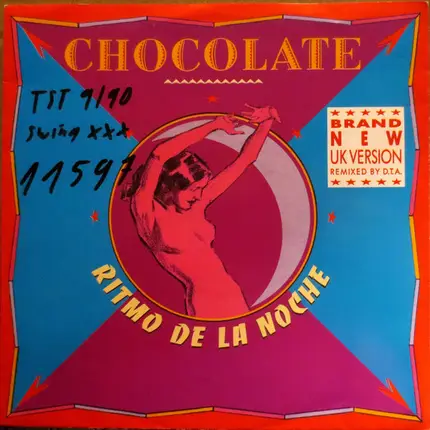 CHOCOLATE
TST 9/90
swing xxx
11597
BRAND
NEW
UK VERSION
REMIXED BY D.T.A.
RITMO DE LA NOCHE